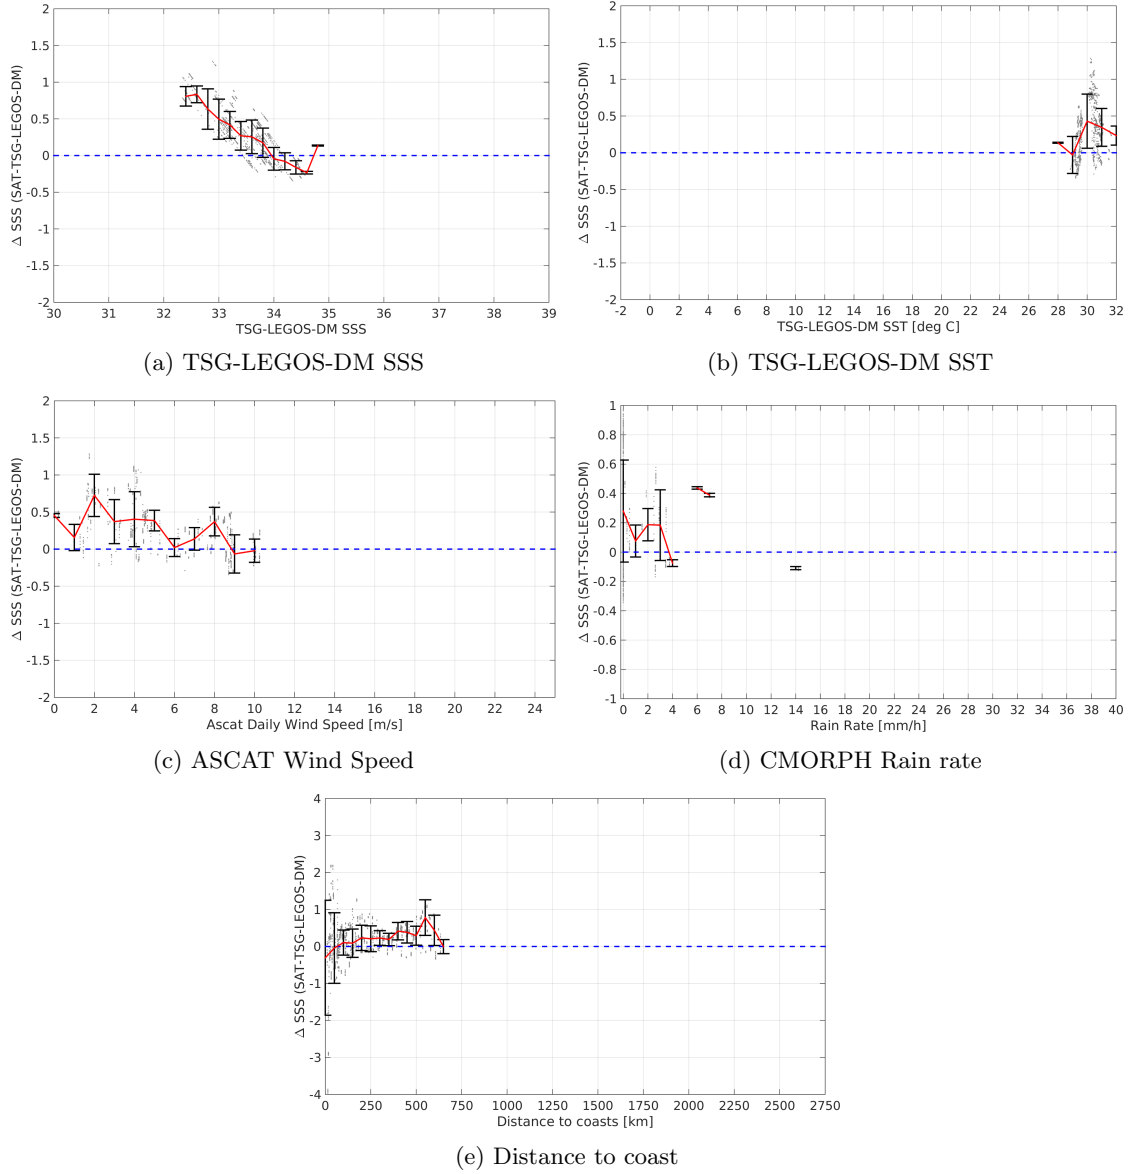 2
1.5
1
0.5
0
-0.5
-1
-1.5
-2
Δ SSS (SAT-TSG-LEGOS-DM)
30 31 32 33 34 35 36 37 38 39
TSG-LEGOS-DM SSS
(a) TSG-LEGOS-DM SSS
2
1.5
1
0.5
0
-0.5
-1
-1.5
-2
Δ SSS (SAT-TSG-LEGOS-DM)
-2 0 2 4 6 8 10 12 14 16 18 20 22 24 26 28 30 32
TSG-LEGOS-DM SST [deg C]
(b) TSG-LEGOS-DM SST
2
1.5
1
0.5
0
-0.5
-1
-1.5
-2
Δ SSS (SAT-TSG-LEGOS-DM)
0 2 4 6 8 10 12 14 16 18 20 22 24
Ascat Daily Wind Speed [m/s]
(c) ASCAT Wind Speed
1
0.8
0.6
0.4
0.2
0
-0.2
-0.4
-0.6
-0.8
-1
Δ SSS (SAT-TSG-LEGOS-DM)
0 2 4 6 8 10 12 14 16 18 20 22 24 26 28 30 32 34 36 38 40
Rain Rate [mm/h]
(d) CMORPH Rain rate
4
3
2
1
0
-1
-2
-3
-4
Δ SSS (SAT-TSG-LEGOS-DM)
0 250 500 750 1000 1250 1500 1750 2000 2250 2500 2750
Distance to coasts [km]
(e) Distance to coast